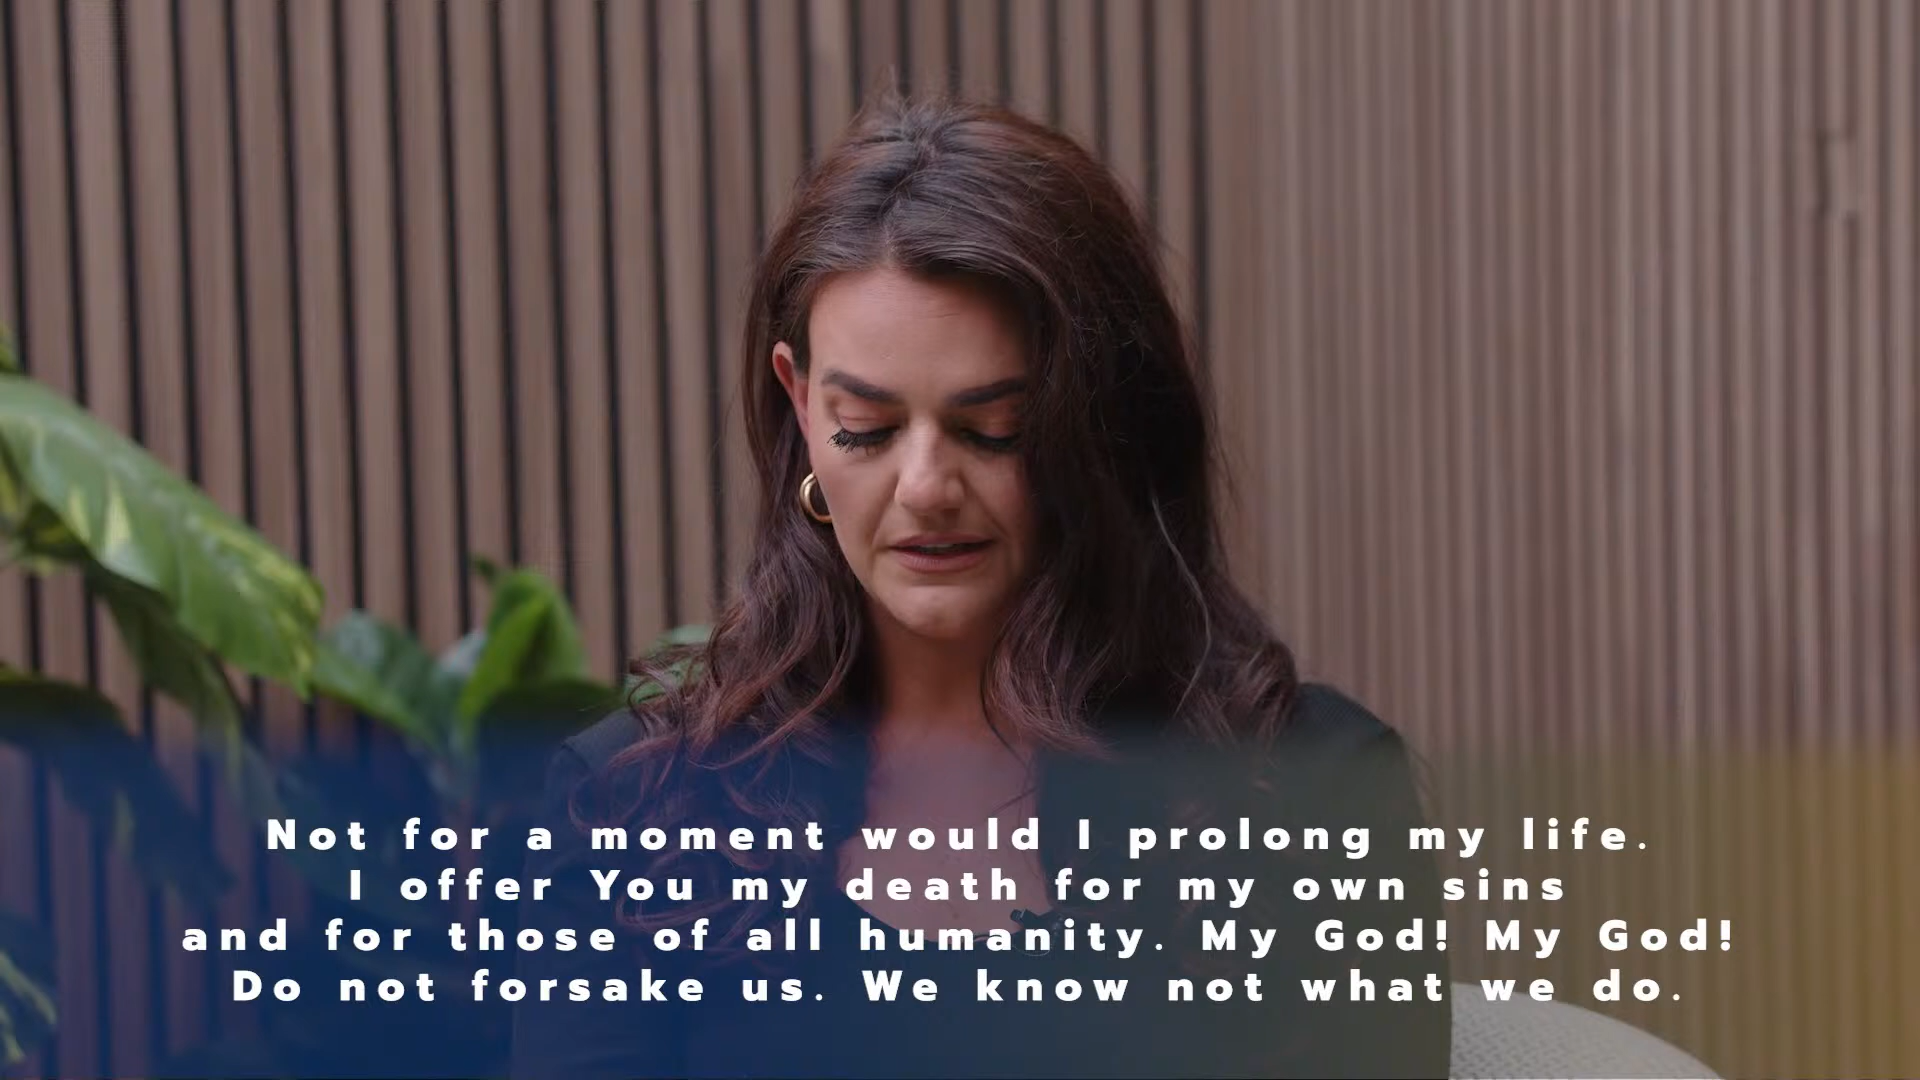 Not for a moment would I prolong my life.
I offer You my death for my own sins
and for those of all humanity. My God! My God!
Do not forsake us. We know not what we do.